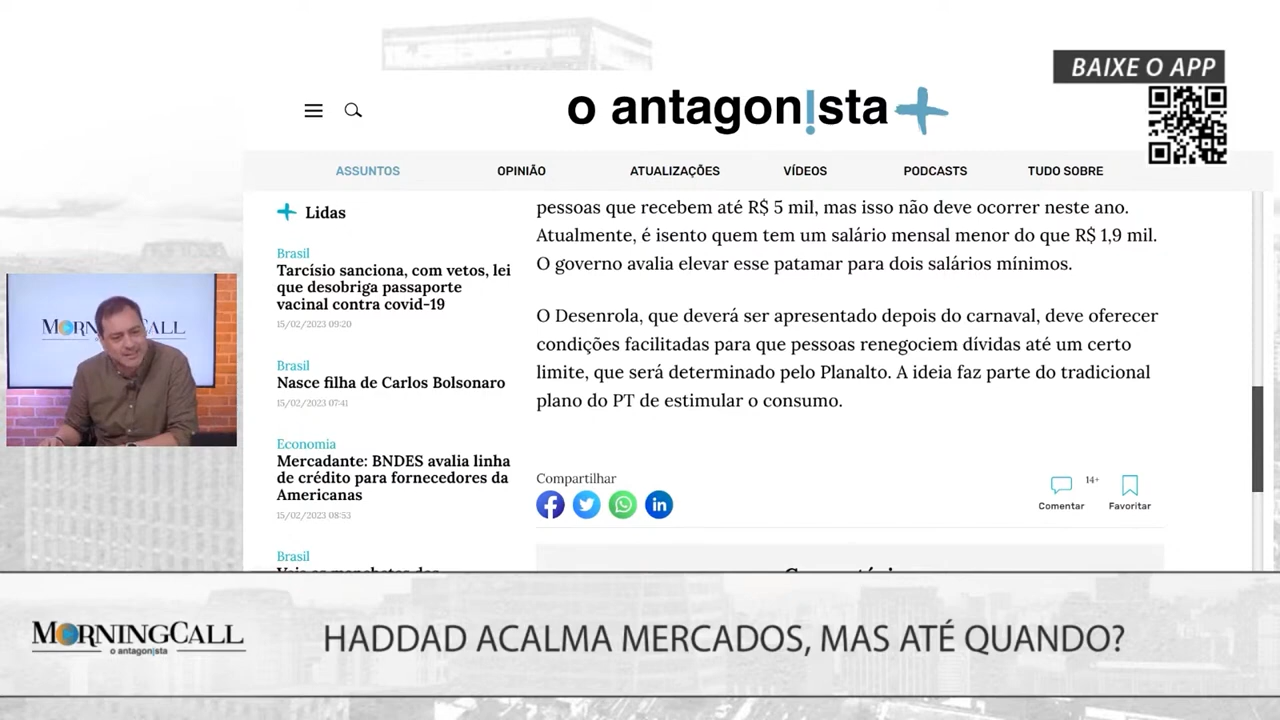 BAIXE O APP
o antagon!sta+
ASSUNTOS
OPINIÃO
ATUALIZAÇÕES
VÍDEOS
PODCASTS
TUDO SOBRE
+ Lidas
Brasil
Tarcísio sanciona, com vetos, lei
que desobriga passaporte
vacinal contra covid-19
15/02/2023 09:20
Brasil
Nasce filha de Carlos Bolsonaro
15/02/2023 07:41
Economia
Mercadante: BNDES avalia linha
de crédito para fornecedores da
Americanas
15/02/2023 08:53
Brasil
pessoas que recebem até R$ 5 mil, mas isso não deve ocorrer neste ano.
Atualmente, é isento quem tem um salário mensal menor do que R$ 1,9 mil.
O governo avalia elevar esse patamar para dois salários mínimos.
O Desenrola, que deverá ser apresentado depois do carnaval, deve oferecer
condições facilitadas para que pessoas renegociem dívidas até um certo
limite, que será determinado pelo Planalto. A ideia faz parte do tradicional
plano do PT de estimular o consumo.
Compartilhar
14+
Comentar
Favoritar
MORNINGCALL
MORNINGCALL
o antagon!sta
HADDAD ACALMA MERCADOS, MAS ATÉ QUANDO?